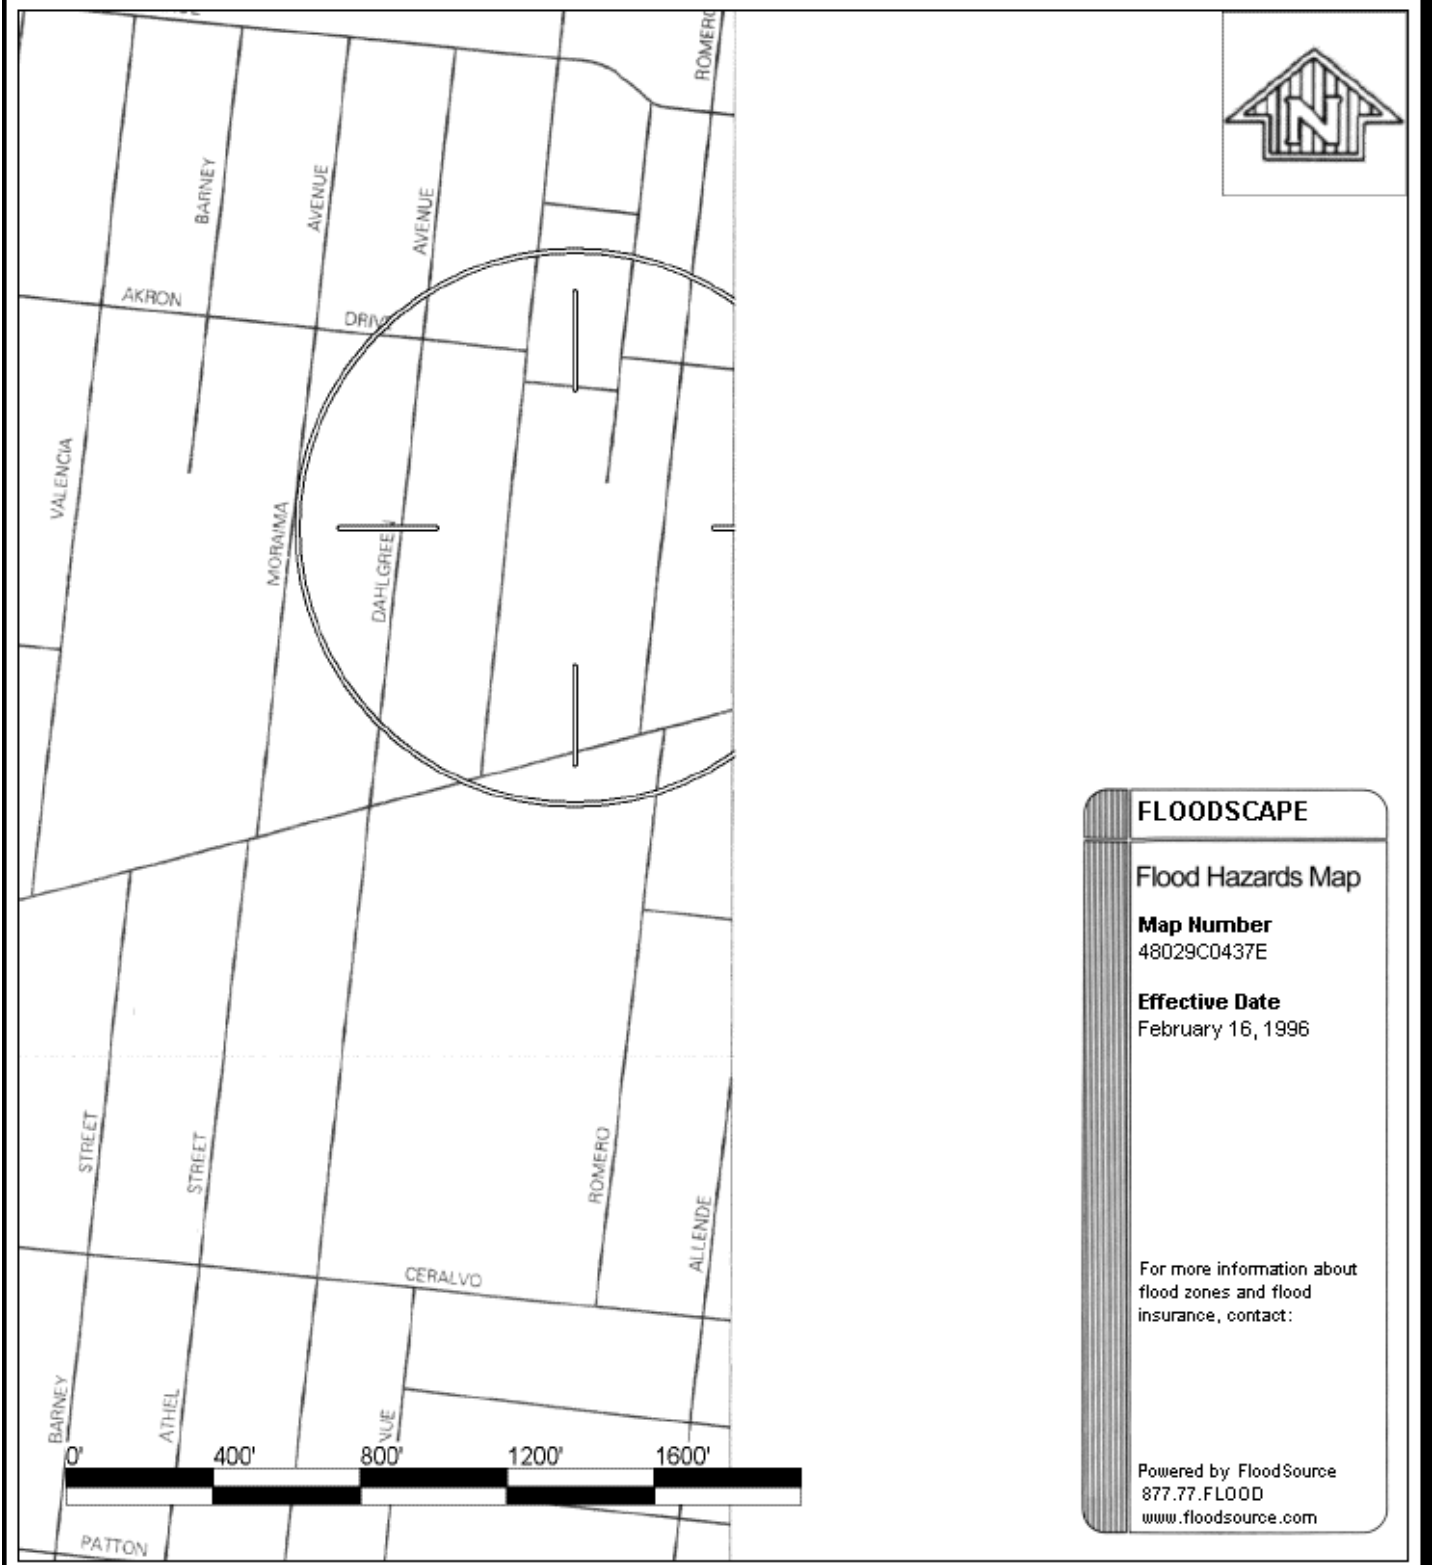 ROMERO
N
BARNEY
AVENUE
AVENUE
AKRON
DRIVE
VALENCIA
MORAIMA
DAHLGREEN
FLOODSCAPE
Flood Hazards Map
Map Number
48029C0437E
Effective Date
February 16, 1996
STREET
STREET
ROMERO
ALLENDE
CERALVO
For more information about
flood zones and flood
insurance, contact:
BARNEY
ATHEL
0' 400' 800' 1200' 1600'
Powered by FloodSource
877.77.FLOOD
www.floodsource.com
PATTON